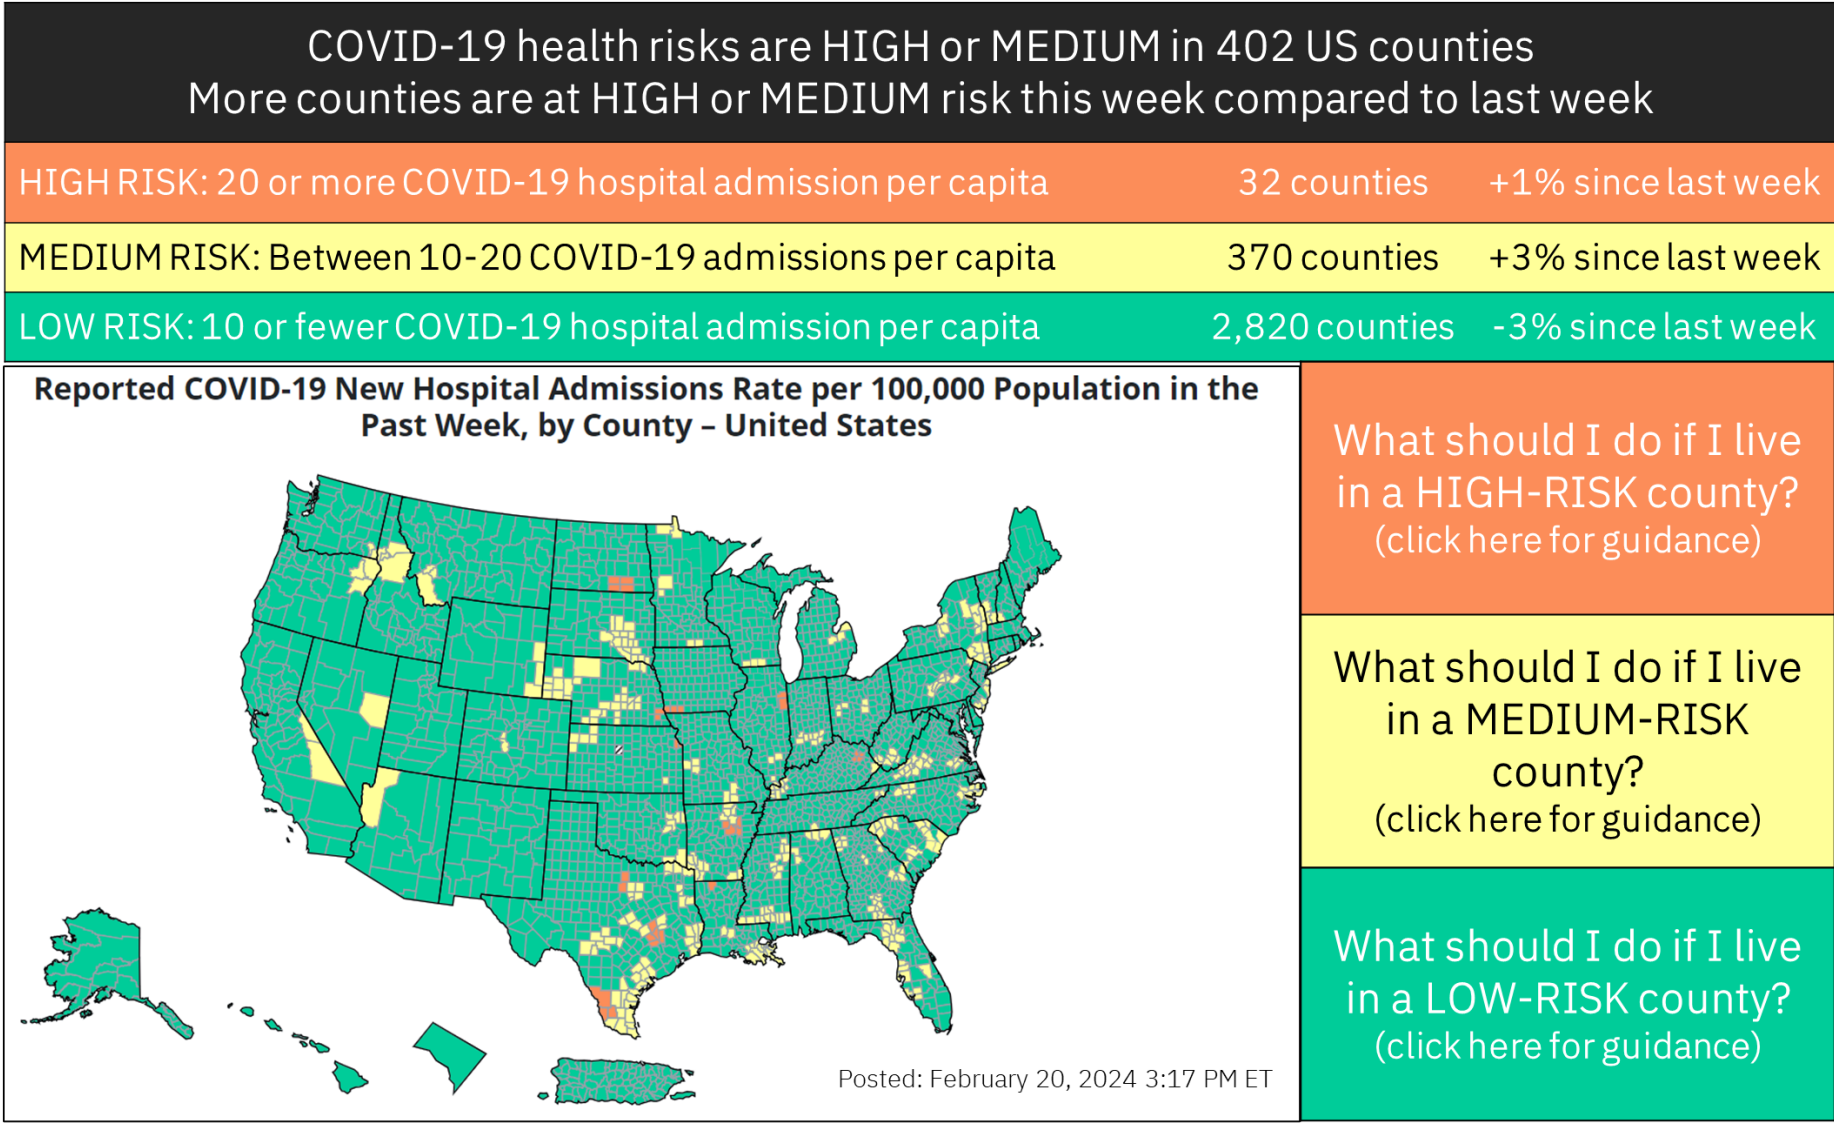 COVID-19 health risks are HIGH or MEDIUM in 402 US counties
More counties are at HIGH or MEDIUM risk this week compared to last week
HIGH RISK: 20 or more COVID-19 hospital admission per capita 32 counties +1% since last week
MEDIUM RISK: Between 10-20 COVID-19 admissions per capita 370 counties +3% since last week
LOW RISK: 10 or fewer COVID-19 hospital admission per capita 2,820 counties -3% since last week
Reported COVID-19 New Hospital Admissions Rate per 100,000 Population in the
Past Week, by County – United States
Posted: February 20, 2024 3:17 PM ET
What should I do if I live
in a HIGH-RISK county?
(click here for guidance)
What should I do if I live
in a MEDIUM-RISK
county?
(click here for guidance)
What should I do if I live
in a LOW-RISK county?
(click here for guidance)